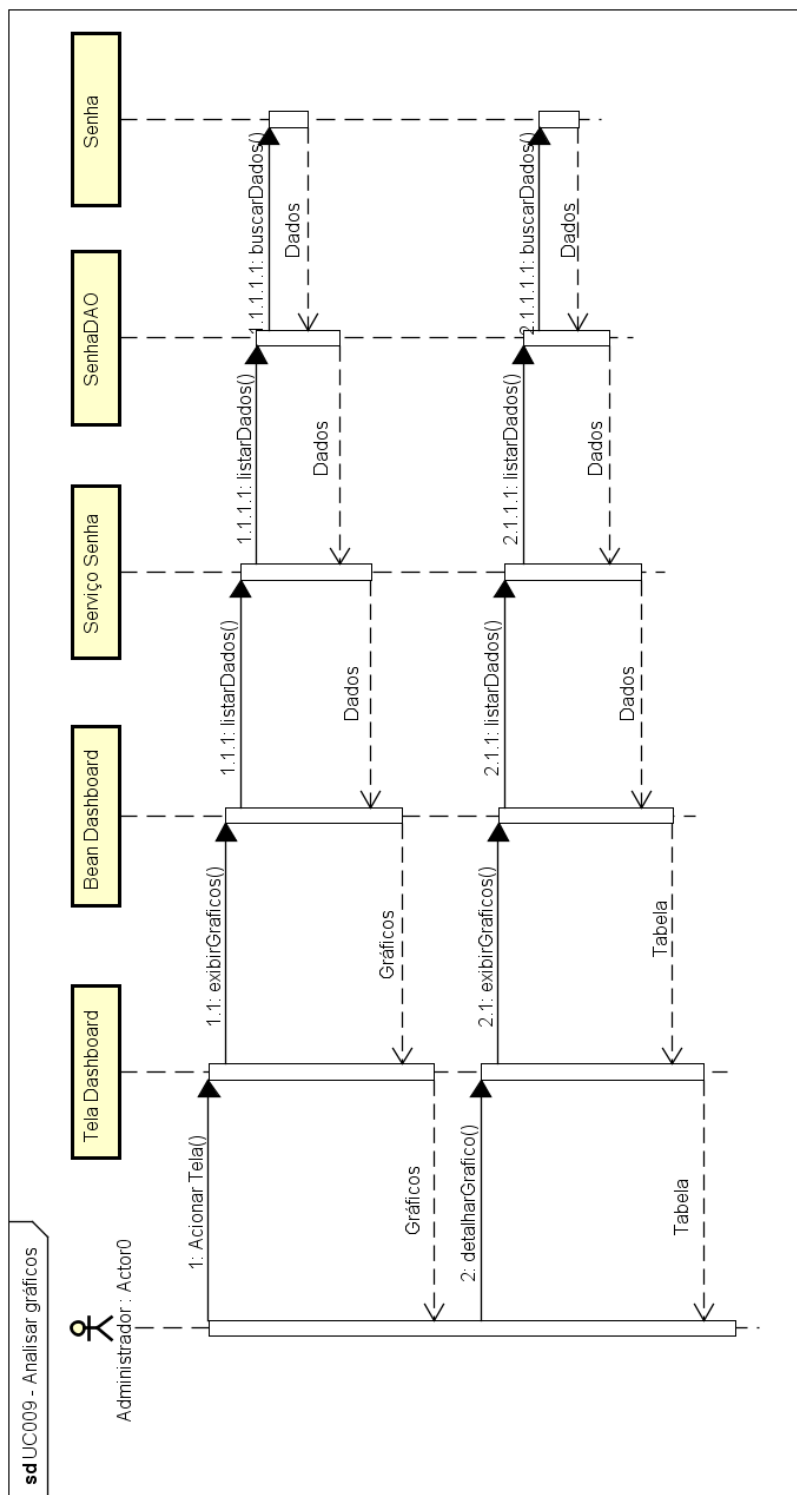 sd UC009 - Analisar gráficos
Administrador : Actor0
Tela Dashboard
Bean Dashboard
Serviço Senha
SenhaDAO
Senha
1: Acionar Tela()
1.1: exibirGraficos()
1.1.1: listarDados()
1.1.1.1: listarDados()
1.1.1.1.1: buscarDados()
Dados
Dados
Dados
Gráficos
Gráficos
2: detalharGrafico()
2.1: exibirGraficos()
2.1.1: listarDados()
2.1.1.1: listarDados()
2.1.1.1.1: buscarDados()
Dados
Dados
Dados
Tabela
Tabela